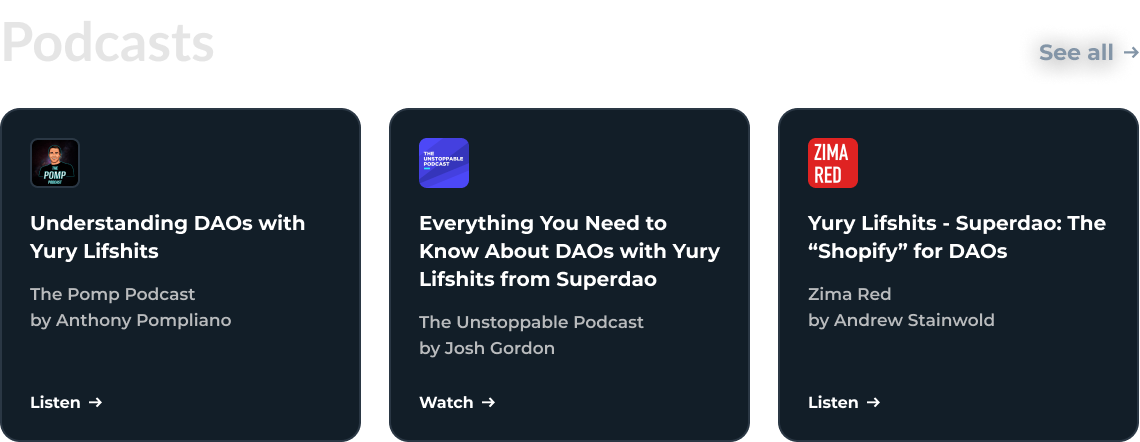 Podcasts
See all →
THE
POMP
PODCAST
Understanding DAOs with
Yury Lifshits
The Pomp Podcast
by Anthony Pompliano
Listen →
THE
UNSTOPPABLE
PODCAST
Everything You Need to
Know About DAOs with Yury
Lifshits from Superdao
The Unstoppable Podcast
by Josh Gordon
Watch →
ZIMA
RED
Yury Lifshits - Superdao: The
“Shopify” for DAOs
Zima Red
by Andrew Stainwold
Listen →